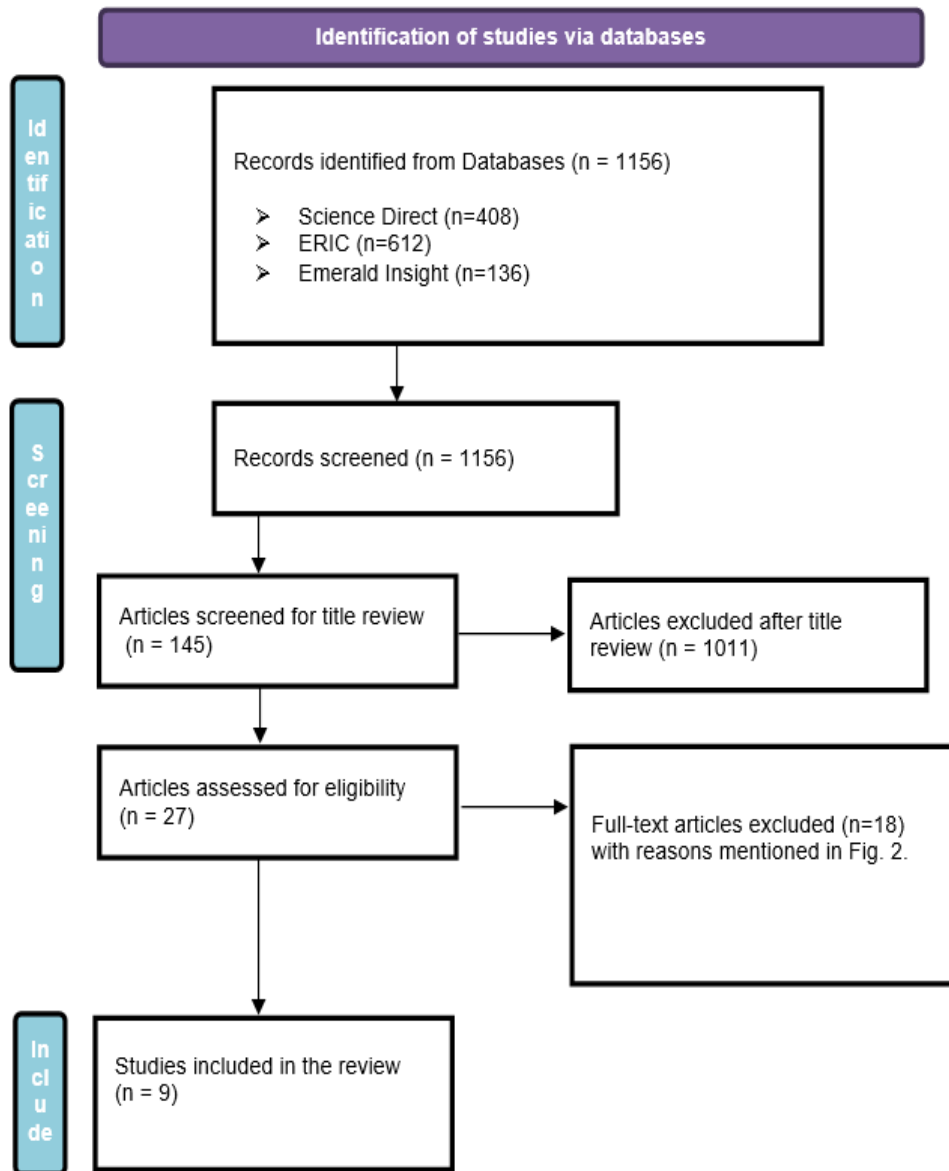 Identification of studies via databases
Id
en
tif
ic
ati
o
n
Records identified from Databases (n = 1156)
➢ Science Direct (n=408)
➢ ERIC (n=612)
➢ Emerald Insight (n=136)
S
cr
ee
ni
n
g
Records screened (n = 1156)
Articles screened for title review
(n = 145)
Articles excluded after title
review (n = 1011)
Articles assessed for eligibility
(n = 27)
Full-text articles excluded (n=18)
with reasons mentioned in Fig. 2.
In
cl
u
de
Studies included in the review
(n = 9)